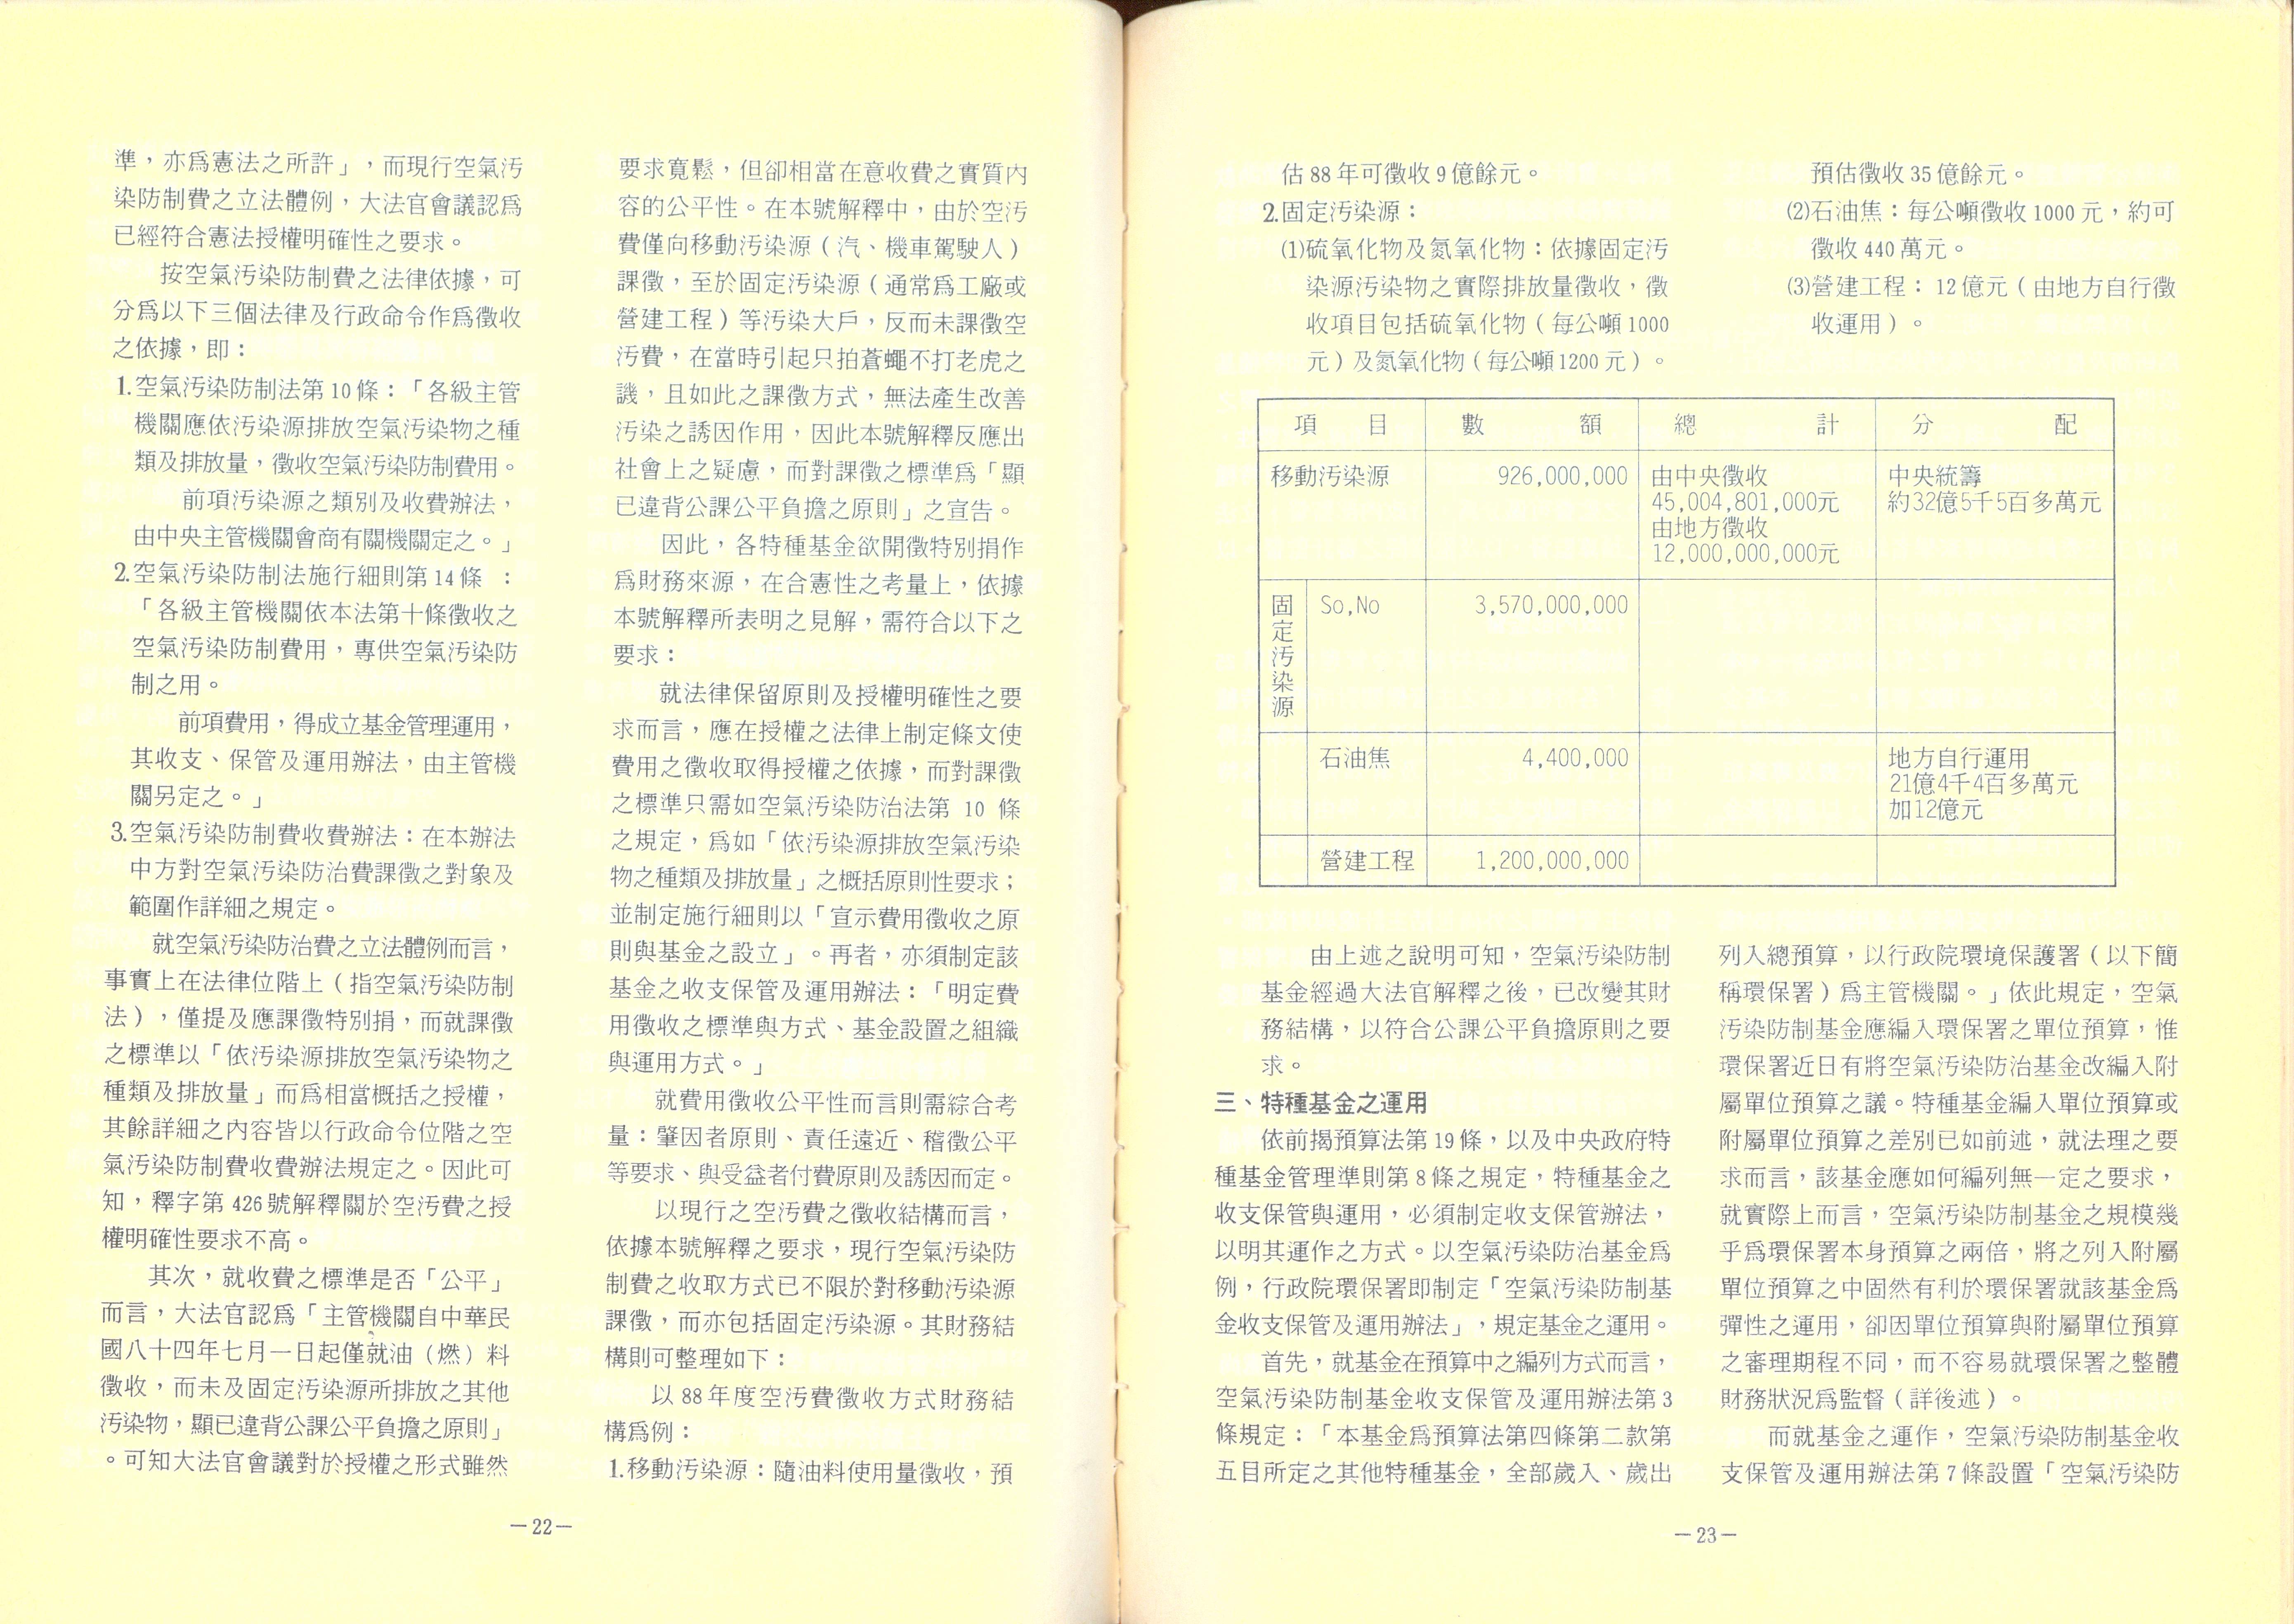 準，亦爲憲法之所許」，而現行空氣污
染防制費之立法體例，大法官會議認爲
已經符合憲法授權明確性之要求。
按空氣污染防制費之法律依據，可
分爲以下三個法律及行政命令作爲徵收
之依據，即：
1.空氣污染防制法第10條：「各級主管
機關應依污染源排放空氣污染物之種
類及排放量，徵收空氣污染防制費用。
前項污染源之類別及收費辦法，
由中央主管機關會商有關機關定之。」
2.空氣污染防制法施行細則第14條 ：
「各級主管機關依本法第十條徵收之
空氣污染防制費用，專供空氣污染防
制之用。
前項費用，得成立基金管理運用，
其收支、保管及運用辦法，由主管機
關另定之。」
3.空氣污染防制費收費辦法：在本辦法
中方對空氣污染防治費課徵之對象及
範圍作詳細之規定。
就空氣污染防治費之立法體例而言，
事實上在法律位階上（指空氣污染防制
法），僅提及應課徵特別捐，而就課徵
之標準以「依污染源排放空氣污染物之
種類及排放量」而爲相當概括之授權，
其餘詳細之內容皆以行政命令位階之空
氣污染防制費收費辦法規定之。因此可
知，釋字第426號解釋關於空污費之授
權明確性要求不高。
其次，就收費之標準是否「公平」
而言，大法官認爲「主管機關自中華民
國八十四年七月一日起僅就油（燃）料
徵收，而未及固定污染源所排放之其他
污染物，顯已違背公課公平負擔之原則」
。可知大法官會議對於授權之形式雖然
要求寬鬆，但卻相當在意收費之實質內
容的公平性。在本號解釋中，由於空污
費僅向移動污染源（汽、機車駕駛人）
課徵，至於固定污染源（通常爲工廠或
營建工程）等污染大戶，反而未課徵空
污費，在當時引起只拍蒼蠅不打老虎之
譏，且如此之課徵方式，無法產生改善
污染之誘因作用，因此本號解釋反應出
社會上之疑慮，而對課徵之標準爲「顯
已違背公課公平負擔之原則」之宣告。
因此，各特種基金欲開徵特別捐作
爲財務來源，在合憲性之考量上，依據
本號解釋所表明之見解，需符合以下之
要求：
就法律保留原則及授權明確性之要
求而言，應在授權之法律上制定條文使
費用之徵收取得授權之依據，而對課徵
之標準只需如空氣污染防治法第 10 條
之規定，爲如「依污染源排放空氣污染
物之種類及排放量」之概括原則性要求；
並制定施行細則以「宣示費用徵收之原
則與基金之設立」。再者，亦須制定該
基金之收支保管及運用辦法：「明定費
用徵收之標準與方式、基金設置之組織
與運用方式。」
就費用徵收公平性而言則需綜合考
量：肇因者原則、責任遠近、稽徵公平
等要求、與受益者付費原則及誘因而定。
以現行之空污費之徵收結構而言，
依據本號解釋之要求，現行空氣污染防
制費之收取方式已不限於對移動污染源
課徵，而亦包括固定污染源。其財務結
構則可整理如下：
以88年度空污費徵收方式財務結
構爲例：
1.移動污染源：隨油料使用量徵收，預
—22—
估88年可徵收9億餘元。
2.固定污染源：
⑴硫氧化物及氮氧化物：依據固定污
染源污染物之實際排放量徵收，徵
收項目包括硫氧化物（每公噸1000
元）及氮氧化物（每公噸1200元）。
預估徵收35億餘元。
⑵石油焦：每公噸徵收1000元，約可
徵收440萬元。
⑶營建工程：12億元（由地方自行徵
收運用）。
項 目 數 額 總 計 分 配
移動污染源 926,000,000 由中央徵收 中央統籌
45,004,801,000元 約32億5千5百多萬元
由地方徵收
12,000,000,000元
固定污染源 So,No 3,570,000,000
石油焦 4,400,000 地方自行運用
21億4千4百多萬元
加12億元
營建工程 1,200,000,000
由上述之說明可知，空氣污染防制
基金經過大法官解釋之後，已改變其財
務結構，以符合公課公平負擔原則之要
求。
三、特種基金之運用
依前揭預算法第19條，以及中央政府特
種基金管理準則第8條之規定，特種基金之
收支保管與運用，必須制定收支保管辦法，
以明其運作之方式。以空氣污染防治基金爲
例，行政院環保署即制定「空氣污染防制基
金收支保管及運用辦法」，規定基金之運用。
首先，就基金在預算中之編列方式而言，
空氣污染防制基金收支保管及運用辦法第3
條規定：「本基金爲預算法第四條第二款第
五目所定之其他特種基金，全部歲入、歲出
列入總預算，以行政院環境保護署（以下簡
稱環保署）爲主管機關。」依此規定，空氣
污染防制基金應編入環保署之單位預算，惟
環保署近日有將空氣污染防治基金改編入附
屬單位預算之議。特種基金編入單位預算或
附屬單位預算之差別已如前述，就法理之要
求而言，該基金應如何編列無一定之要求，
就實際上而言，空氣污染防制基金之規模幾
乎爲環保署本身預算之兩倍，將之列入附屬
單位預算之中固然有利於環保署就該基金爲
彈性之運用，卻因單位預算與附屬單位預算
之審理期程不同，而不容易就環保署之整體
財務狀況爲監督（詳後述）。
而就基金之運作，空氣污染防制基金收
支保管及運用辦法第7條設置「空氣污染防
—23—